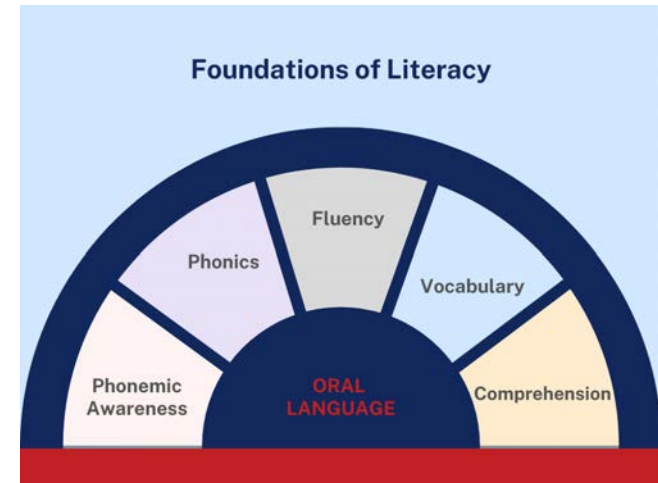 Foundations of Literacy
Phonemic
Awareness
Phonics
Fluency
Vocabulary
Comprehension
ORAL
LANGUAGE